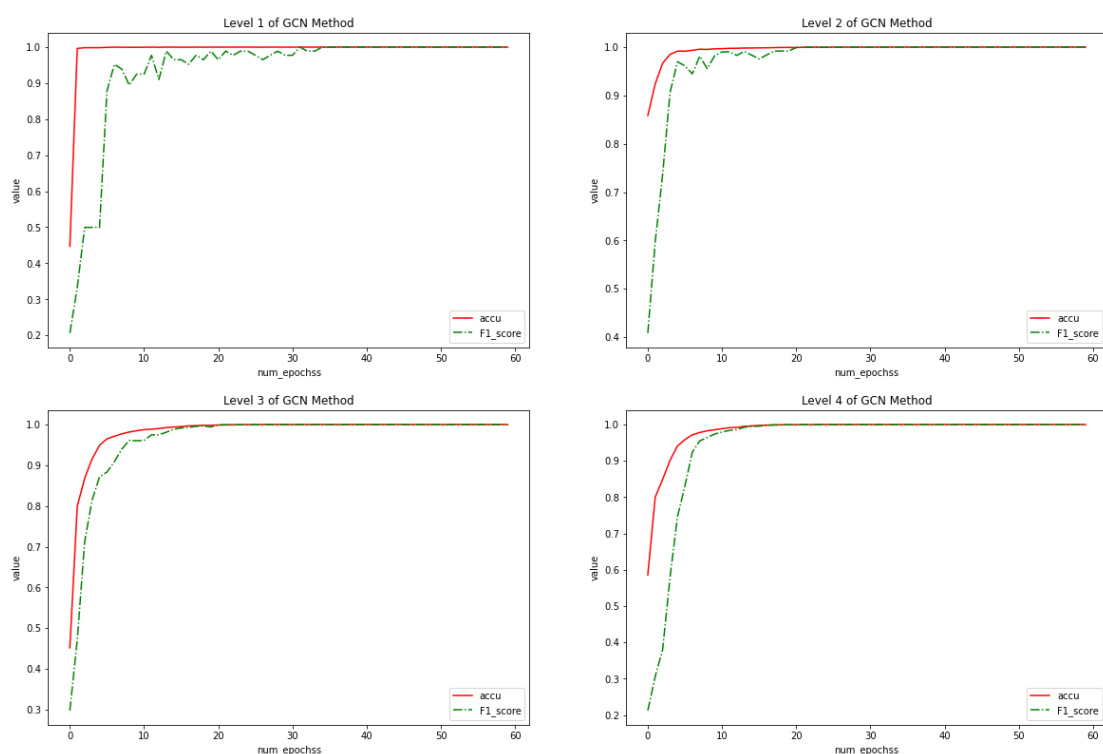 Level 1 of GCN Method
1.0
0.9
0.8
0.7
0.6
0.5
0.4
0.3
0.2
value
0 10 20 30 40 50 60
num_epochss
accu
F1_score
Level 2 of GCN Method
1.0
0.9
0.8
0.7
0.6
0.5
0.4
value
0 10 20 30 40 50 60
num_epochss
accu
F1_score
Level 3 of GCN Method
1.0
0.9
0.8
0.7
0.6
0.5
0.4
0.3
value
0 10 20 30 40 50 60
num_epochss
accu
F1_score
Level 4 of GCN Method
1.0
0.9
0.8
0.7
0.6
0.5
0.4
0.3
0.2
value
0 10 20 30 40 50 60
num_epochss
accu
F1_score